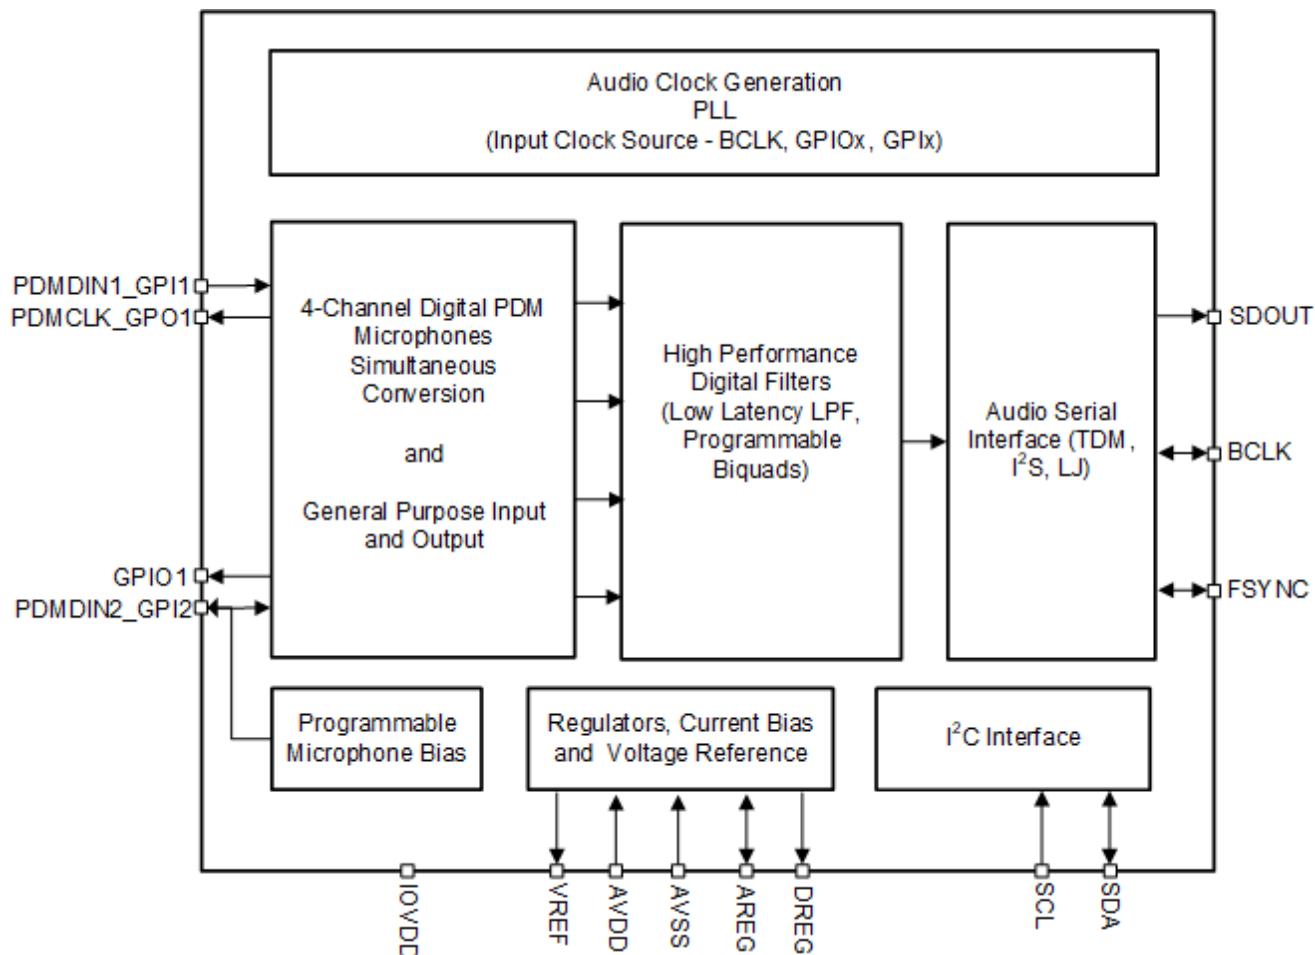 Audio Clock Generation
PLL
(Input Clock Source - BCLK, GPIOx, GPIx)
PDMDIN1_GPI1
PDMCLK_GPO1
GPIO1
PDMDIN2_GPI2
4-Channel Digital PDM
Microphones
Simultaneous
Conversion
and
General Purpose Input
and Output
High Performance
Digital Filters
(Low Latency LPF,
Programmable
Biquads)
Audio Serial
Interface (TDM,
I²S, LJ)
SDOUT
BCLK
FSYNC
Programmable
Microphone Bias
Regulators, Current Bias
and Voltage Reference
I²C Interface
IOVDD
VREF
AVDD
AVSS
AREG
DREG
SCL
SDA